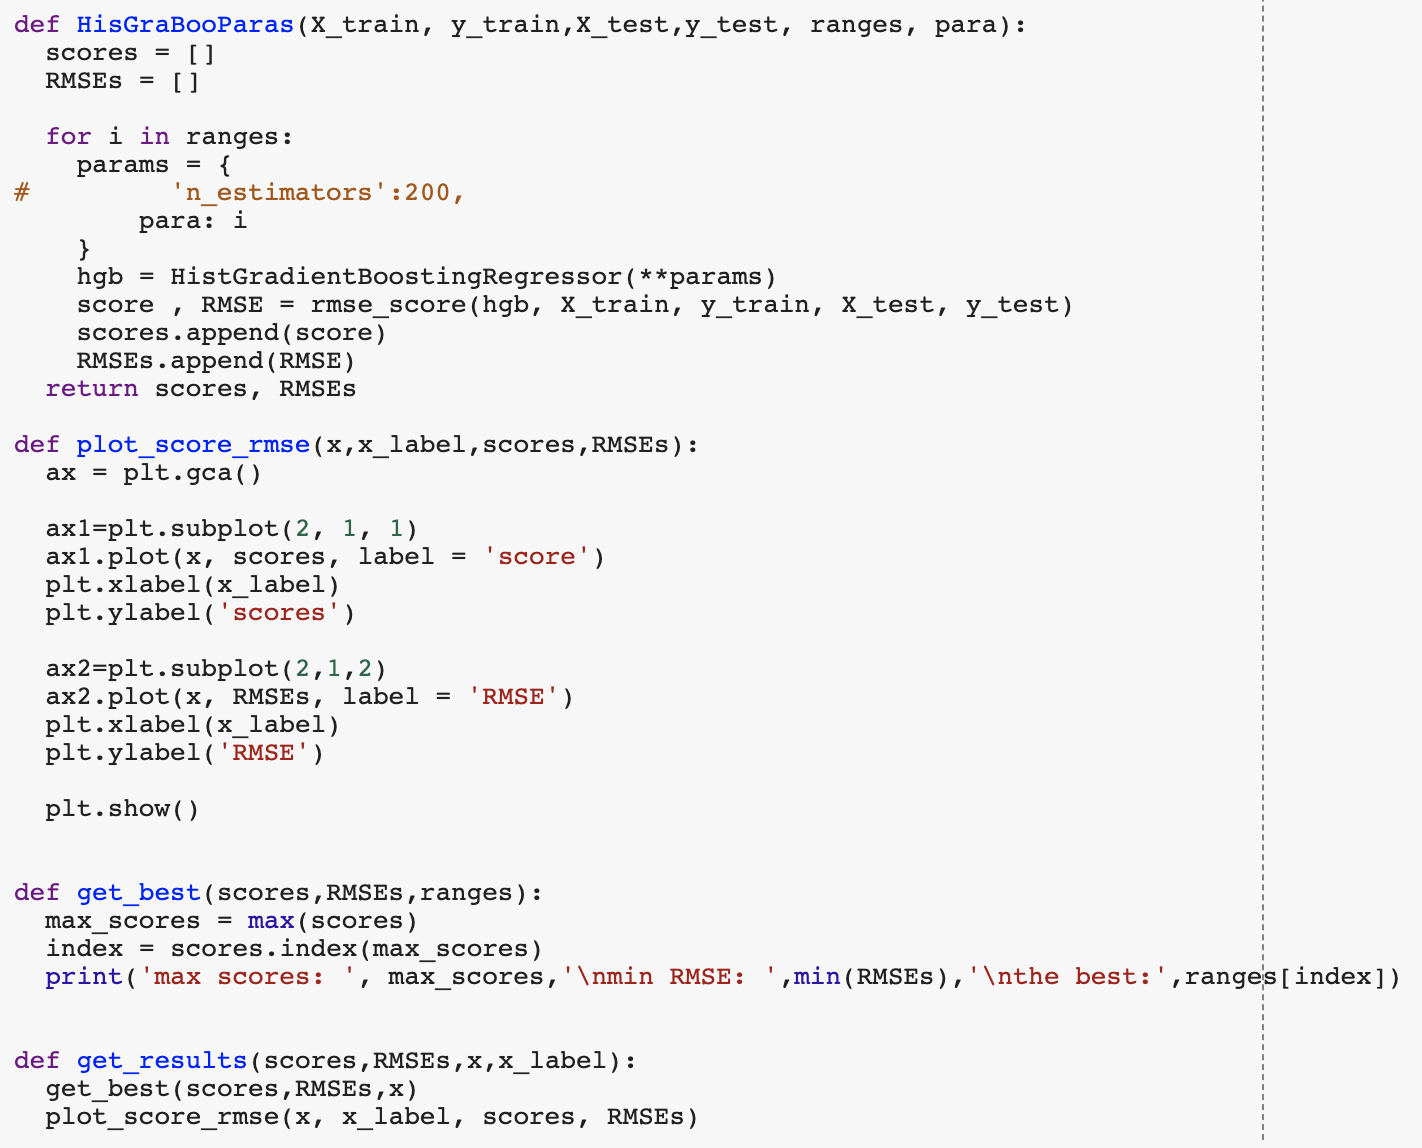 def HisGraBooParas(X_train, y_train,X_test,y_test, ranges, para):
  scores = []
  RMSEs = []

  for i in ranges:
    params = {
#         'n_estimators':200,
        para: i
    }
    hgb = HistGradientBoostingRegressor(**params)
    score , RMSE = rmse_score(hgb, X_train, y_train, X_test, y_test)
    scores.append(score)
    RMSEs.append(RMSE)
  return scores, RMSEs

def plot_score_rmse(x,x_label,scores,RMSEs):
  ax = plt.gca()

  ax1=plt.subplot(2, 1, 1)
  ax1.plot(x, scores, label = 'score')
  plt.xlabel(x_label)
  plt.ylabel('scores')

  ax2=plt.subplot(2,1,2)
  ax2.plot(x, RMSEs, label = 'RMSE')
  plt.xlabel(x_label)
  plt.ylabel('RMSE')

  plt.show()


def get_best(scores,RMSEs,ranges):
  max_scores = max(scores)
  index = scores.index(max_scores)
  print('max scores: ', max_scores,'\nmin RMSE: ',min(RMSEs),'\nthe best:',ranges[index])


def get_results(scores,RMSEs,x,x_label):
  get_best(scores,RMSEs,x)
  plot_score_rmse(x, x_label, scores, RMSEs)